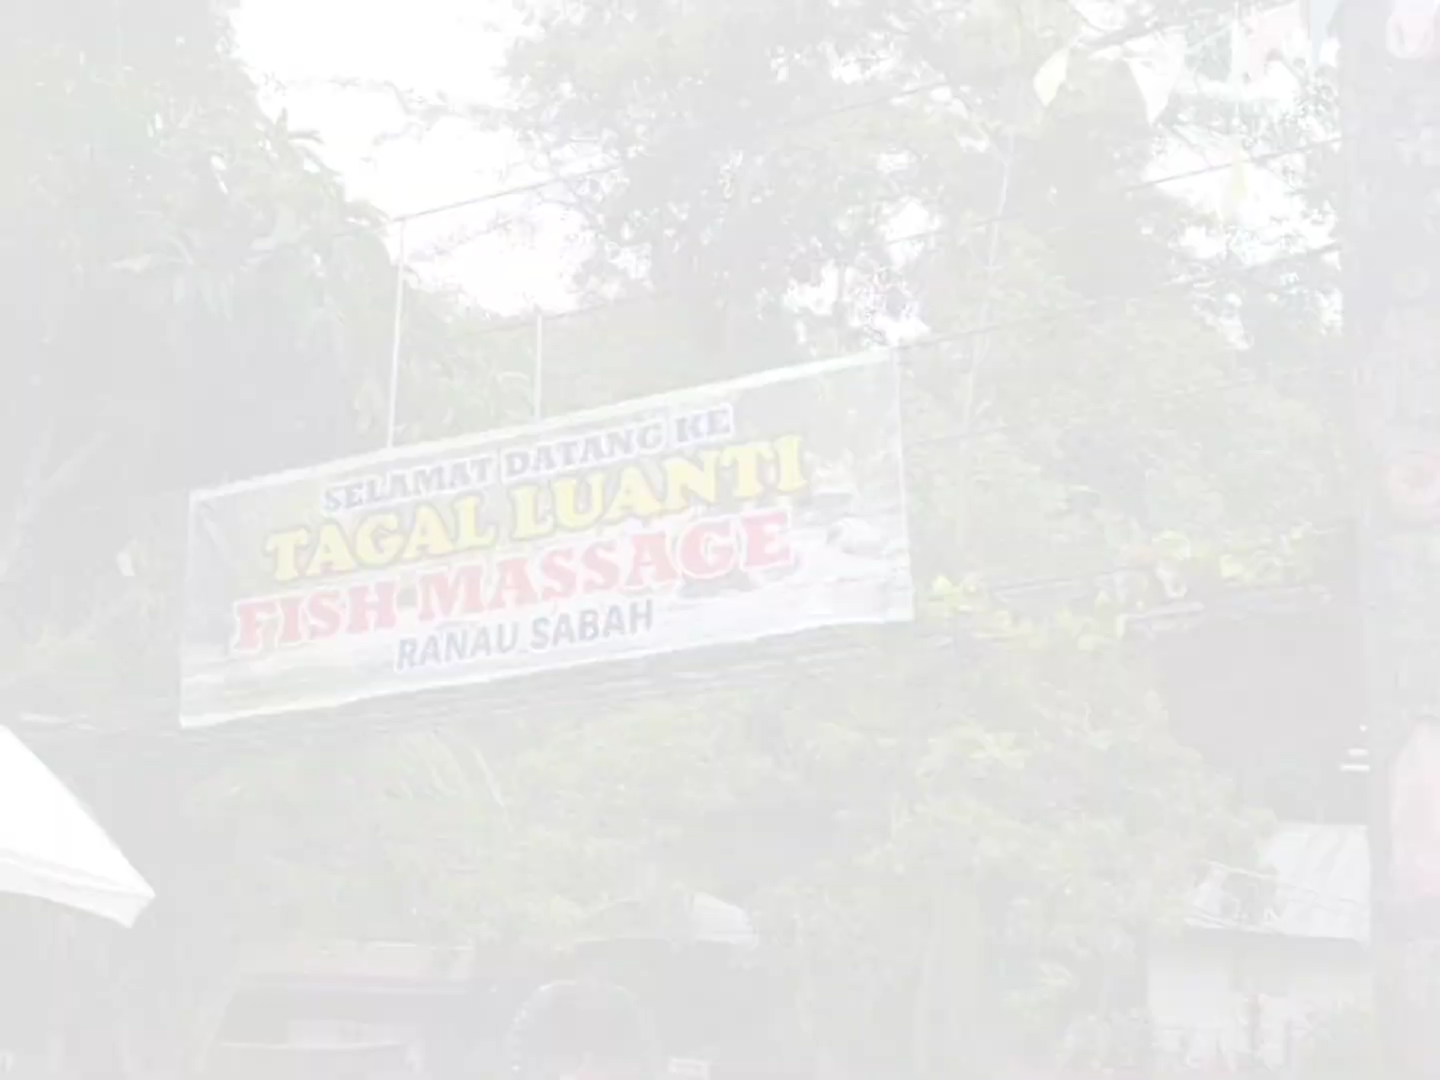 SELAMAT DATANG KE
TAGAL LUANTI
FISH MASSAGE
RANAU SABAH